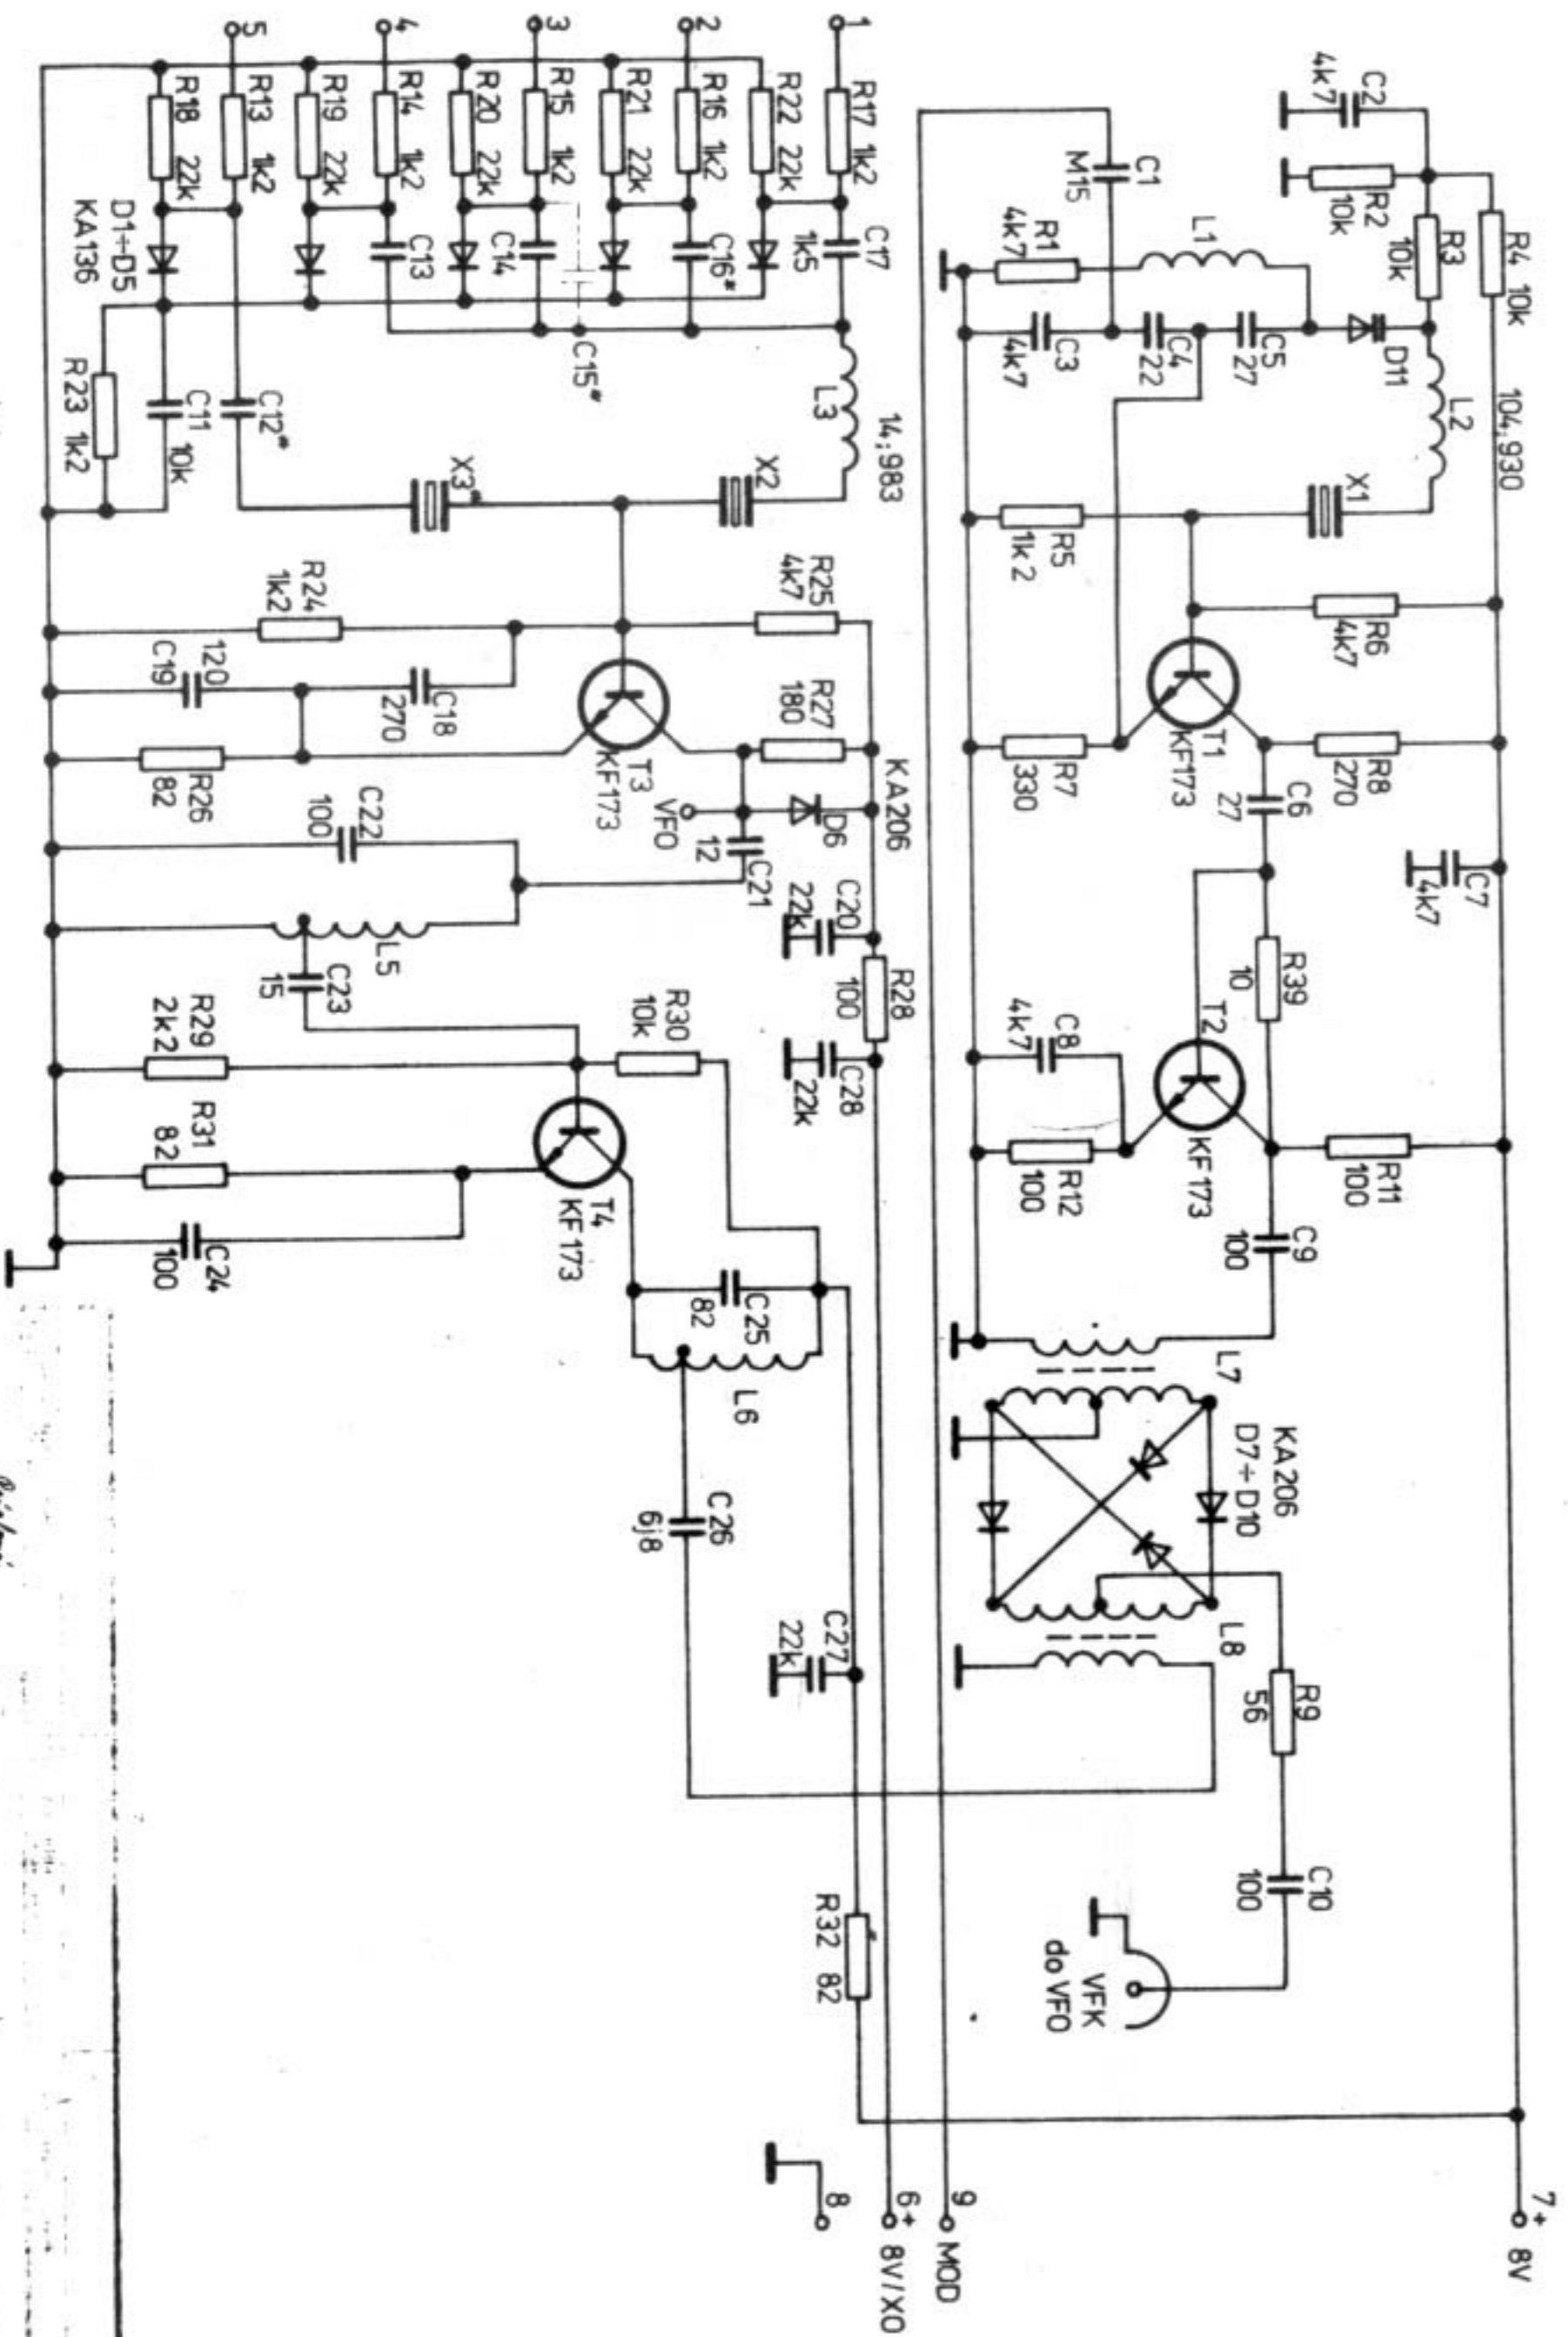 C2
4k7
R2
10k
R3
10k
R4 10k
104,930
C1
M15
R1
4k7
L1
C3
4k7
C4
22
C5
27
D11
L2
X1
R5
1k2
R6
4k7
T1
KF173
R7
330
R8
270
C6
27
C7
4k7
R39
10
T2
KF173
C8
4k7
R12
100
R11
100
C9
100
L7
KA206
D7÷D10
L8
R9
56
C10
100
VFK
do VFO
7+
8V
9
MOD
6+
8V/XO
8
1
2
3
4
5
R17 1k2
R22 22k
R16 1k2
R21 22k
R15 1k2
R20 22k
R14 1k2
R19 22k
R13 1k2
R18 22k
C17
1k5
C16*
C14
C13
C15*
D1÷D5
KA136
L3
14,983
C12*
C11
10k
R23 1k2
X2
X3*
R24
1k2
R25
4k7
C19
120
C18
270
R26
82
T3
KF173
R27
180
VFO
D6
KA206
C21
12
C20
22k
R28
100
C28
22k
C22
100
L5
C23
15
R29
2k2
R30
10k
R31
82
T4
KF173
C24
100
C25
82
L6
C26
6j8
C27
22k
R32 82